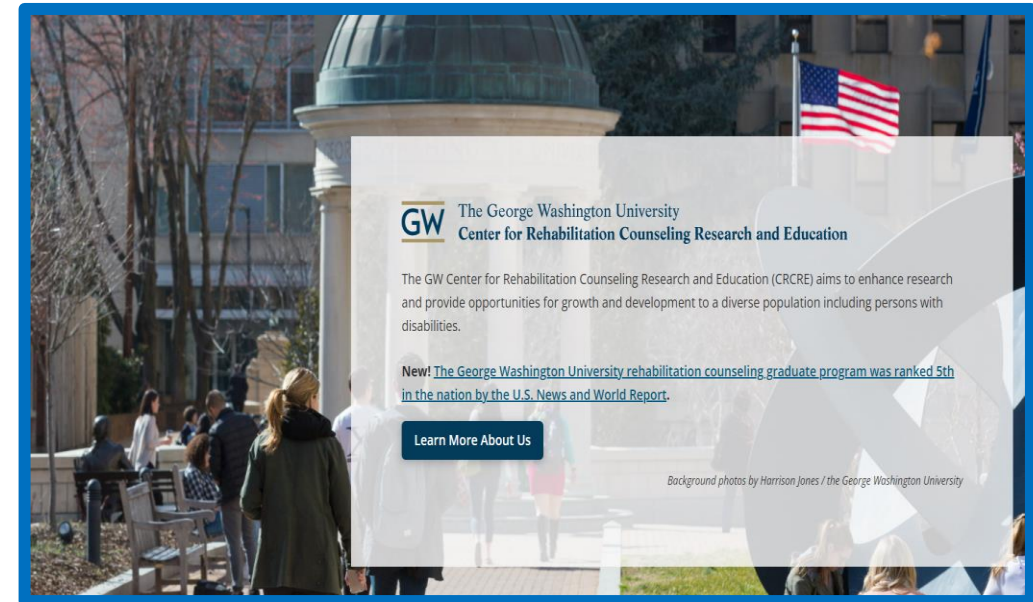 GW
The George Washington University
Center for Rehabilitation Counseling Research and Education
The GW Center for Rehabilitation Counseling Research and Education (CRCRE) aims to enhance research
and provide opportunities for growth and development to a diverse population including persons with
disabilities.
New! The George Washington University rehabilitation counseling graduate program was ranked 5th
in the nation by the U.S. News and World Report.
Learn More About Us
Background photos by Harrison Jones / the George Washington University